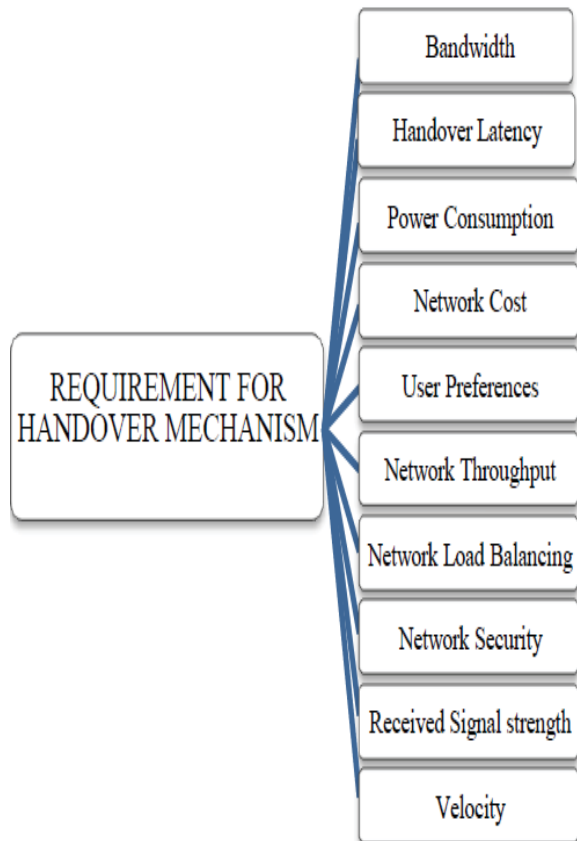 Bandwidth
Handover Latency
Power Consumption
Network Cost
REQUIREMENT FOR
HANDOVER MECHANISM
User Preferences
Network Throughput
Network Load Balancing
Network Security
Received Signal strength
Velocity